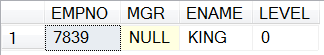 EMPNO MGR ENAME LEVEL
1 7839 NULL KING 0